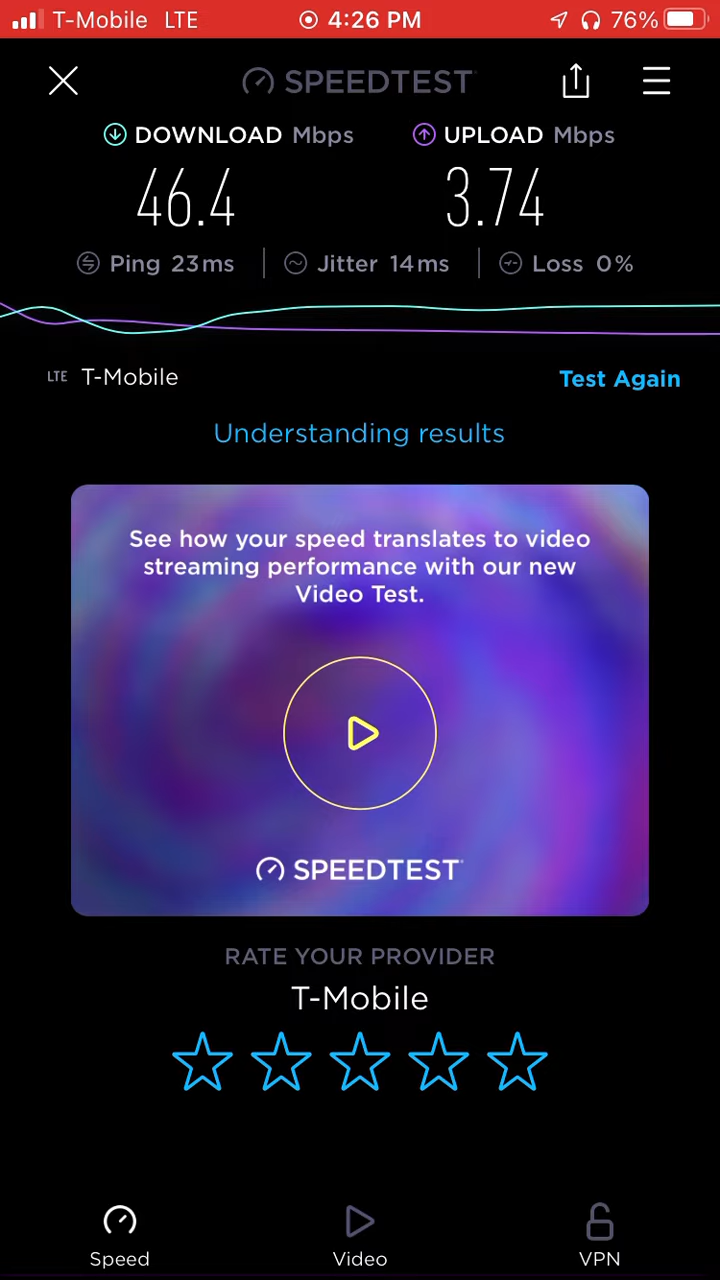 T-Mobile LTE 4:26 PM 76%
SPEEDTEST
DOWNLOAD Mbps UPLOAD Mbps
46.4 3.74
Ping 23ms Jitter 14ms Loss 0%
LTE T-Mobile Test Again
Understanding results
See how your speed translates to video
streaming performance with our new
Video Test.
SPEEDTEST
RATE YOUR PROVIDER
T-Mobile
Speed Video VPN